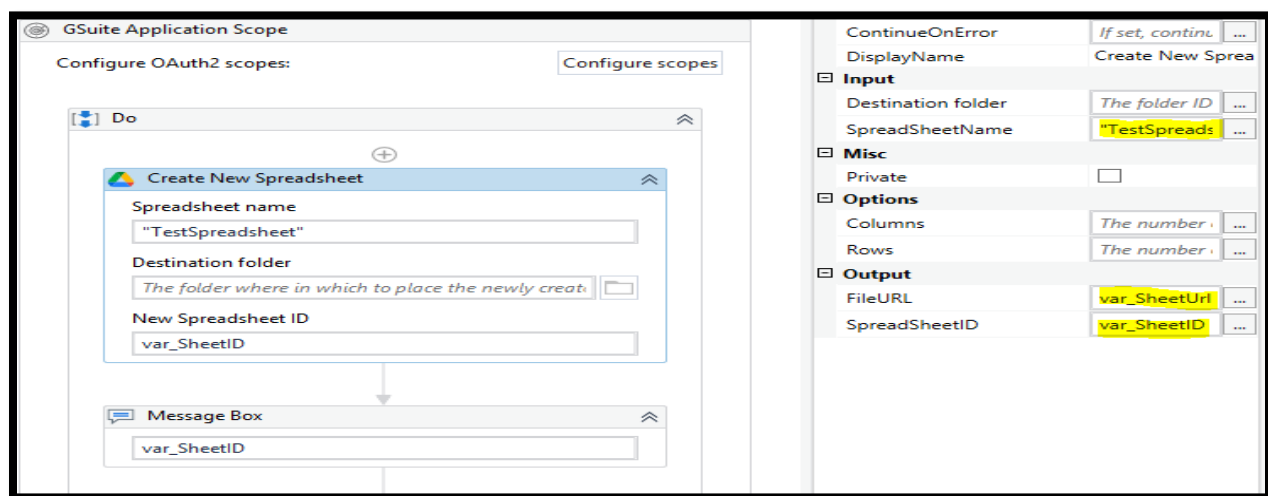 GSuite Application Scope
Configure OAuth2 scopes:
Configure scopes
Do
Create New Spreadsheet
Spreadsheet name
"TestSpreadsheet"
Destination folder
The folder where in which to place the newly creat
New Spreadsheet ID
var_SheetID
Message Box
var_SheetID
ContinueOnError
If set, continu ...
DisplayName
Create New Sprea
Input
Destination folder
The folder ID ...
SpreadSheetName
"TestSpreads ...
Misc
Private
Options
Columns
The number ...
Rows
The number ...
Output
FileURL
var_SheetUrl ...
SpreadSheetID
var_SheetID ...